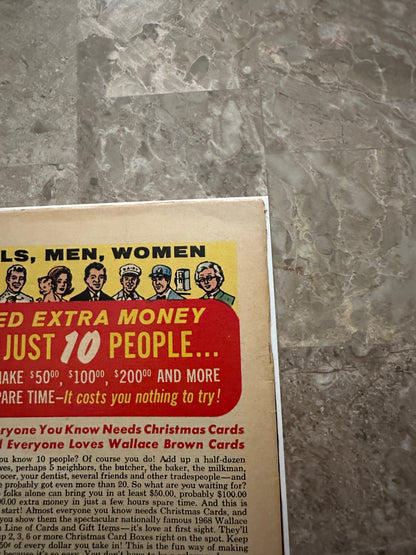 LS, MEN, WOMEN
ED EXTRA MONEY
JUST 10 PEOPLE...
MAKE $50⁰⁰, $100⁰⁰, $200⁰⁰ AND MORE
PARE TIME—It costs you nothing to try!
eryone You Know Needs Christmas Cards
d Everyone Loves Wallace Brown Cards
ou know 10 people? Of course you do! Add up a half-dozen
ves, perhaps 5 neighbors, the butcher, the baker, the milkman,
ocer, your dentist, several friends and other tradespeople—and
e probably got even more than 20. So what are you waiting for?
e folks alone can bring you in at least $50.00, probably $100.00
00.00 extra money in just a few hours spare time. And this is
start! Almost everyone you know needs Christmas Cards, and
you show them the spectacular nationally famous 1968 Wallace
n Line of Cards and Gift Items—it's love at first sight. They'll
up 2, 3, 6 or more Christmas Card Boxes right on the spot. Keep
50¢ of every dollar you take in! This is the fun way of making